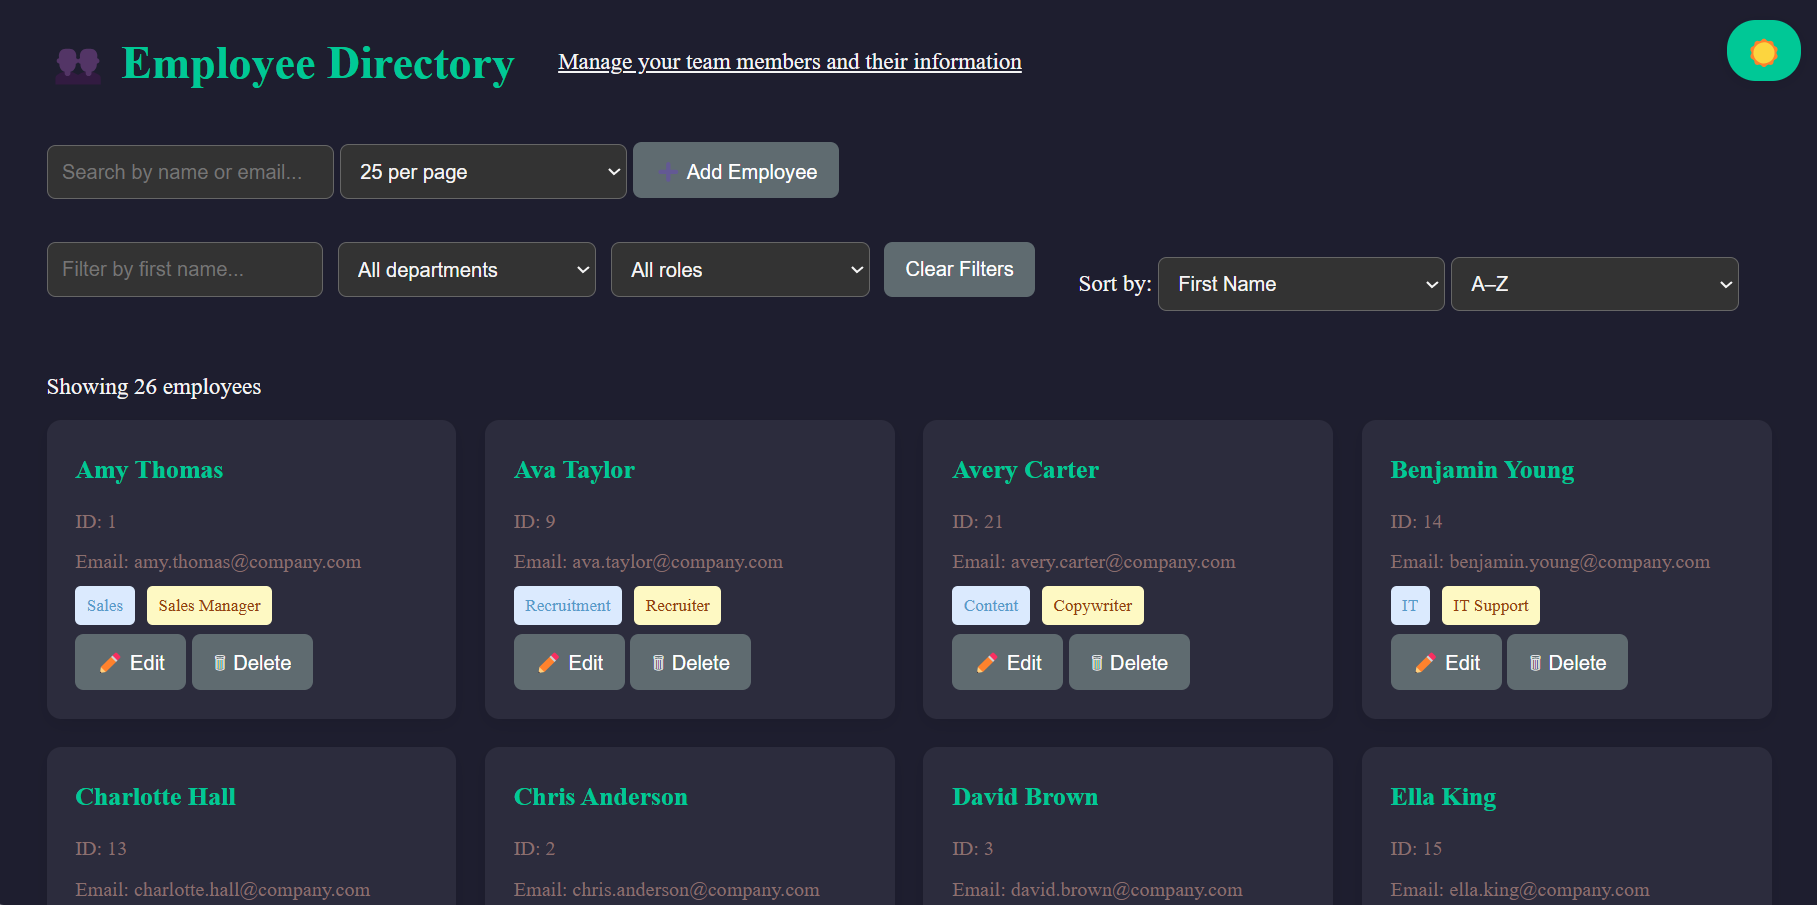 Employee Directory
Manage your team members and their information
Search by name or email...
25 per page
Add Employee
Filter by first name...
All departments
All roles
Clear Filters
Sort by:
First Name
A–Z
Showing 26 employees
Amy Thomas
ID: 1
Email: amy.thomas@company.com
Sales
Sales Manager
Edit
Delete
Ava Taylor
ID: 9
Email: ava.taylor@company.com
Recruitment
Recruiter
Edit
Delete
Avery Carter
ID: 21
Email: avery.carter@company.com
Content
Copywriter
Edit
Delete
Benjamin Young
ID: 14
Email: benjamin.young@company.com
IT
IT Support
Edit
Delete
Charlotte Hall
ID: 13
Email: charlotte.hall@company.com
Chris Anderson
ID: 2
Email: chris.anderson@company.com
David Brown
ID: 3
Email: david.brown@company.com
Ella King
ID: 15
Email: ella.king@company.com